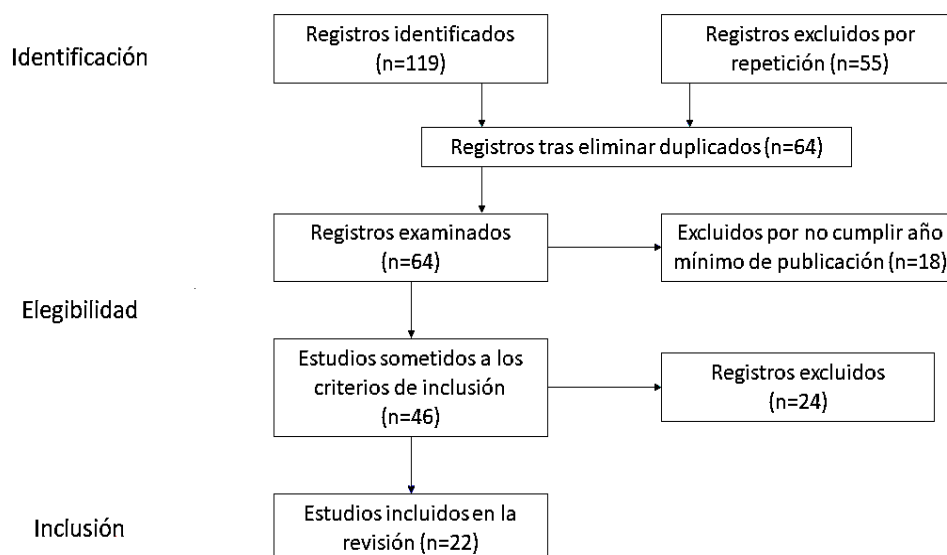 Identificación
Registros identificados
(n=119)
Registros excluidos por
repetición (n=55)
Registros tras eliminar duplicados (n=64)
Registros examinados
(n=64)
Excluidos por no cumplir año
mínimo de publicación (n=18)
Elegibilidad
Estudios sometidos a los
criterios de inclusión
(n=46)
Registros excluidos
(n=24)
Inclusión
Estudios incluidos en la
revisión (n=22)